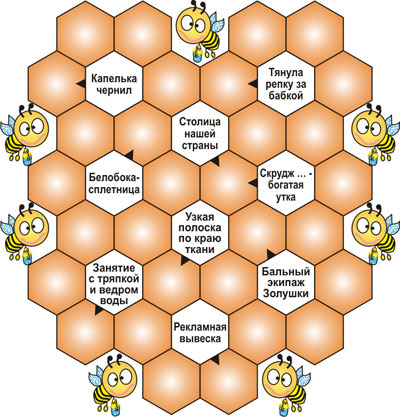 Капелька
чернил
Тянула
репку за
бабкой
Столица
нашей
страны
Белобока-
сплетница
Скрудж ... -
богатая
утка
Узкая
полоска
по краю
ткани
Занятие
с тряпкой
и ведром
воды
Бальный
экипаж
Золушки
Рекламная
вывеска